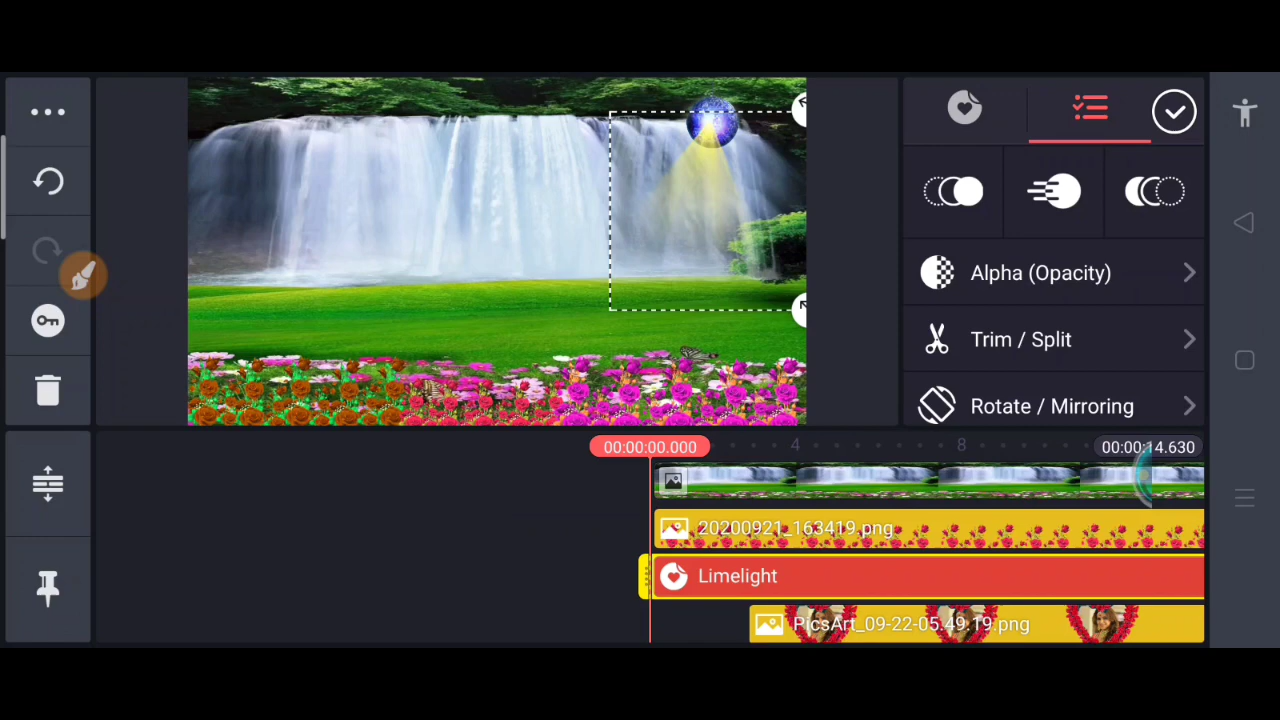 Alpha (Opacity)
Trim / Split
Rotate / Mirroring
00:00:00.000
4
8
00:00:14.630
20200921_163419.png
Limelight
PicsArt_09-22-05.49.19.png